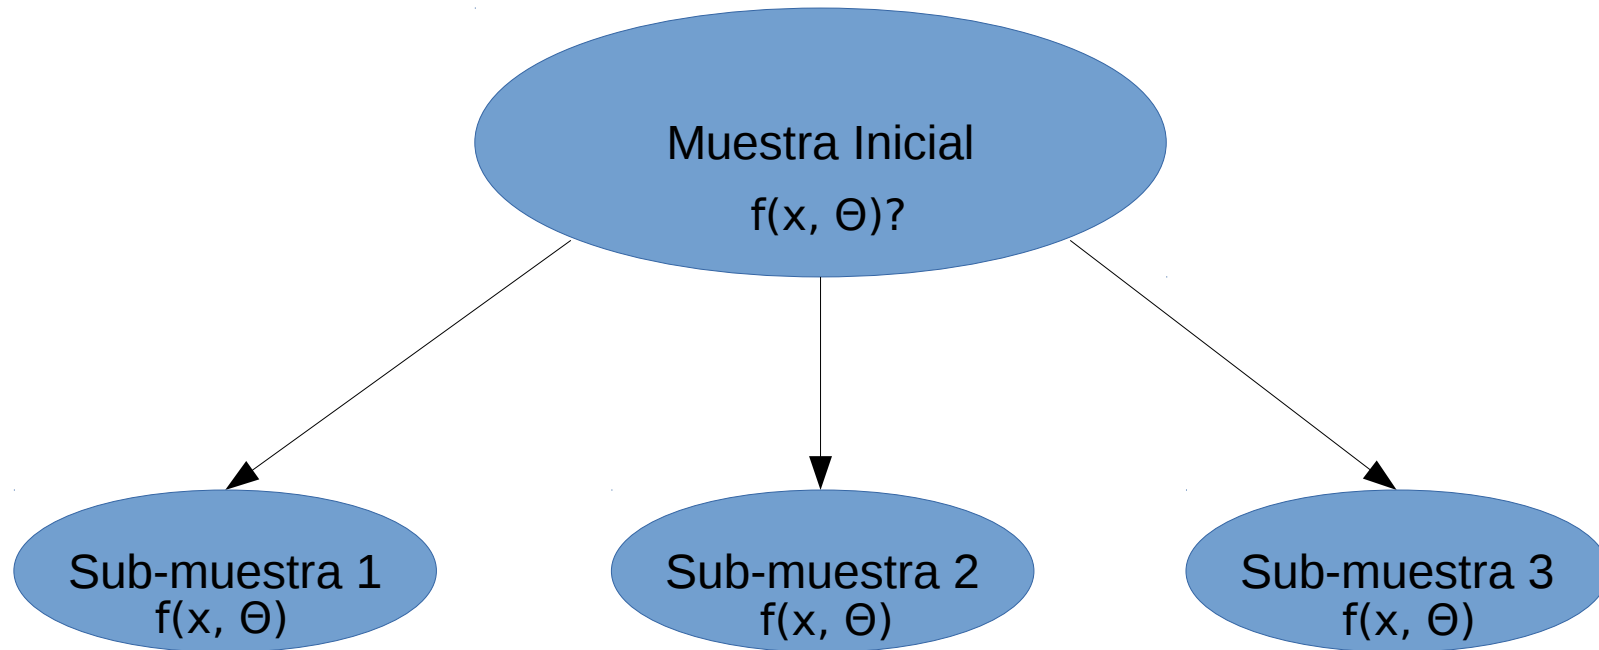 Muestra Inicial
f(x, Θ)?
Sub-muestra 1
f(x, Θ)
Sub-muestra 2
f(x, Θ)
Sub-muestra 3
f(x, Θ)